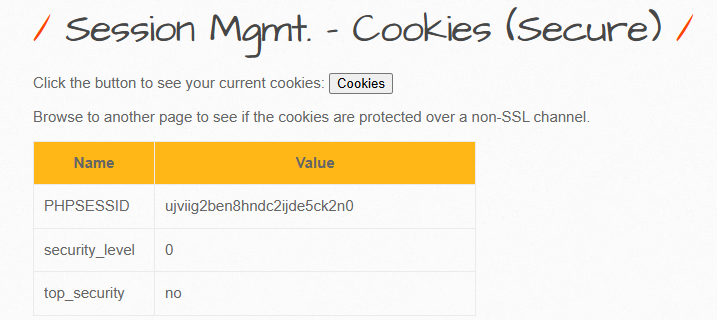 / Session Mgmt. - Cookies (Secure) /
Click the button to see your current cookies: Cookies
Browse to another page to see if the cookies are protected over a non-SSL channel.
Name Value
PHPSESSID ujviig2ben8hndc2ijde5ck2n0
security_level 0
top_security no